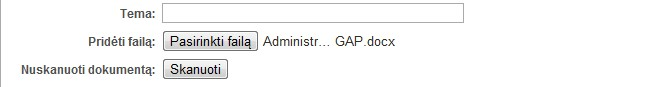 Tema:
Pridėti failą: Pasirinkti failą Administr... GAP.docx
Nuskanuoti dokumentą: Skanuoti